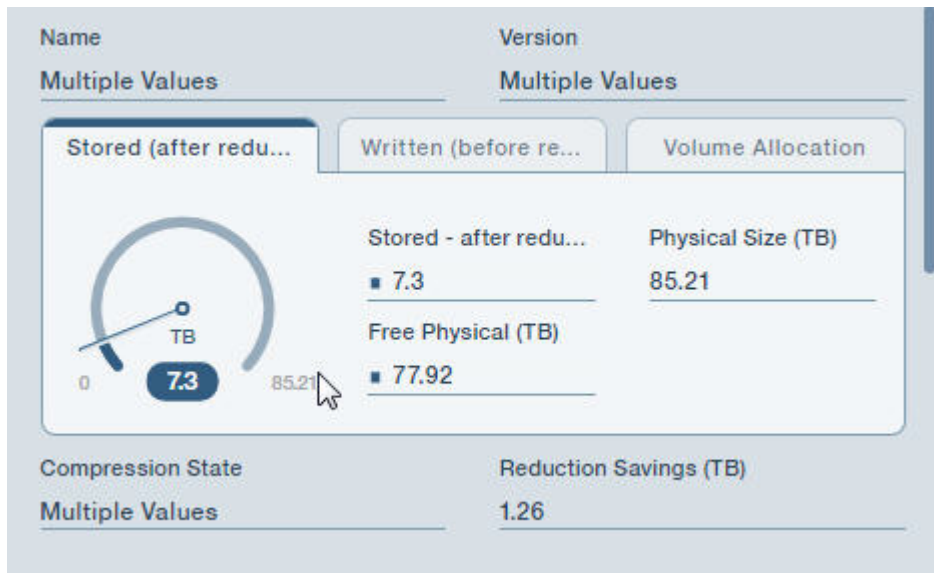 Name
Version
Multiple Values
Multiple Values
Stored (after redu...
Written (before re...
Volume Allocation
Stored - after redu...
Physical Size (TB)
7.3
85.21
Free Physical (TB)
77.92
TB
0
7.3
85.21
Compression State
Reduction Savings (TB)
Multiple Values
1.26